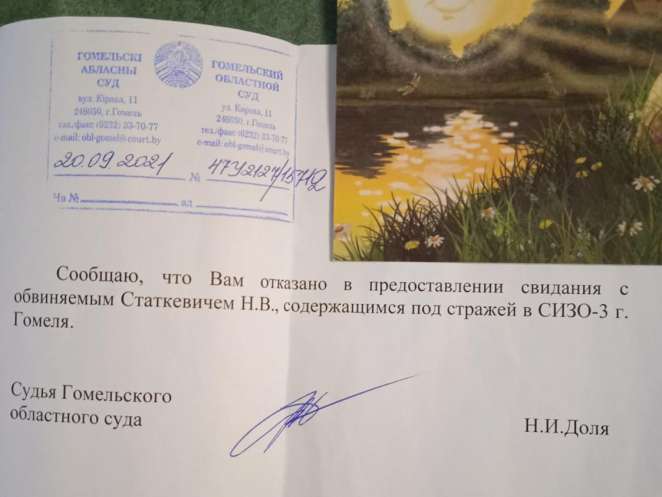 ГОМЕЛЬСКІ
АБЛАСНЫ
СУД
вул. Кірава, 11
246050, г. Гомель
тэл./факс (0232) 33-70-77
e-mail: obl-gomel@court.by
ГОМЕЛЬСКИЙ
ОБЛАСТНОЙ
СУД
ул. Кирова, 11
246050, г. Гомель
тел./факс (0232) 33-70-77
e-mail: obl-gomel@court.by
20.09.2021 №
На № ад
Сообщаю, что Вам отказано в предоставлении свидания с
обвиняемым Статкевичем Н.В., содержащимся под стражей в СИЗО-3 г.
Гомеля.
Судья Гомельского
областного суда
Н.И.Доля